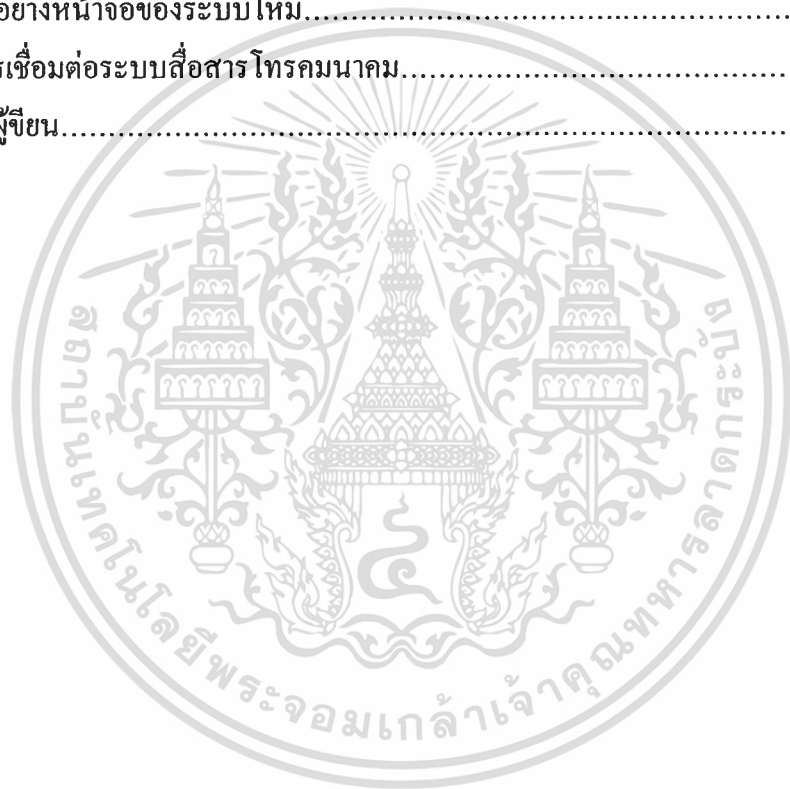 อย่างหน้าจอของระบบใหม่
รเชื่อมต่อระบบสื่อสารโทรคมนาคม
ผู้ขียน
สถาบันเทคโนโลยีพระจอมเกล้าเจ้าคุณทหารลาดกระบัง